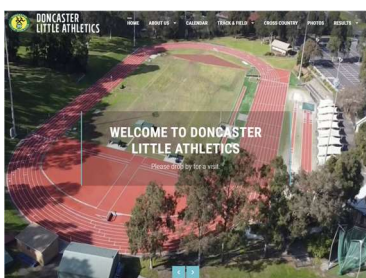 DONCASTER
LITTLE ATHLETICS
HOME ABOUT US CALENDAR TRACK & FIELD CROSS COUNTRY PHOTOS RESULTS
WELCOME TO DONCASTER
LITTLE ATHLETICS
Please drop by for a visit